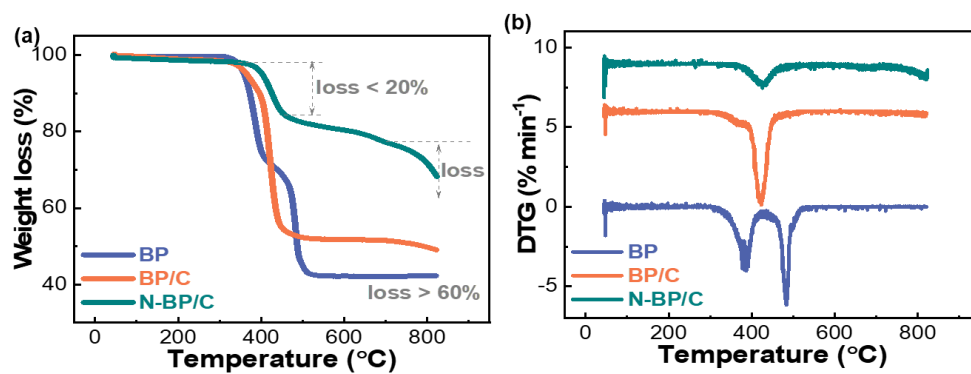 (a)
100
80
60
40
Weight loss (%)
loss < 20%
loss
BP
BP/C
N-BP/C
loss > 60%
0 200 400 600 800
Temperature (°C)
(b)
10
5
0
-5
DTG (% min⁻¹)
BP
BP/C
N-BP/C
0 200 400 600 800
Temperature (°C)